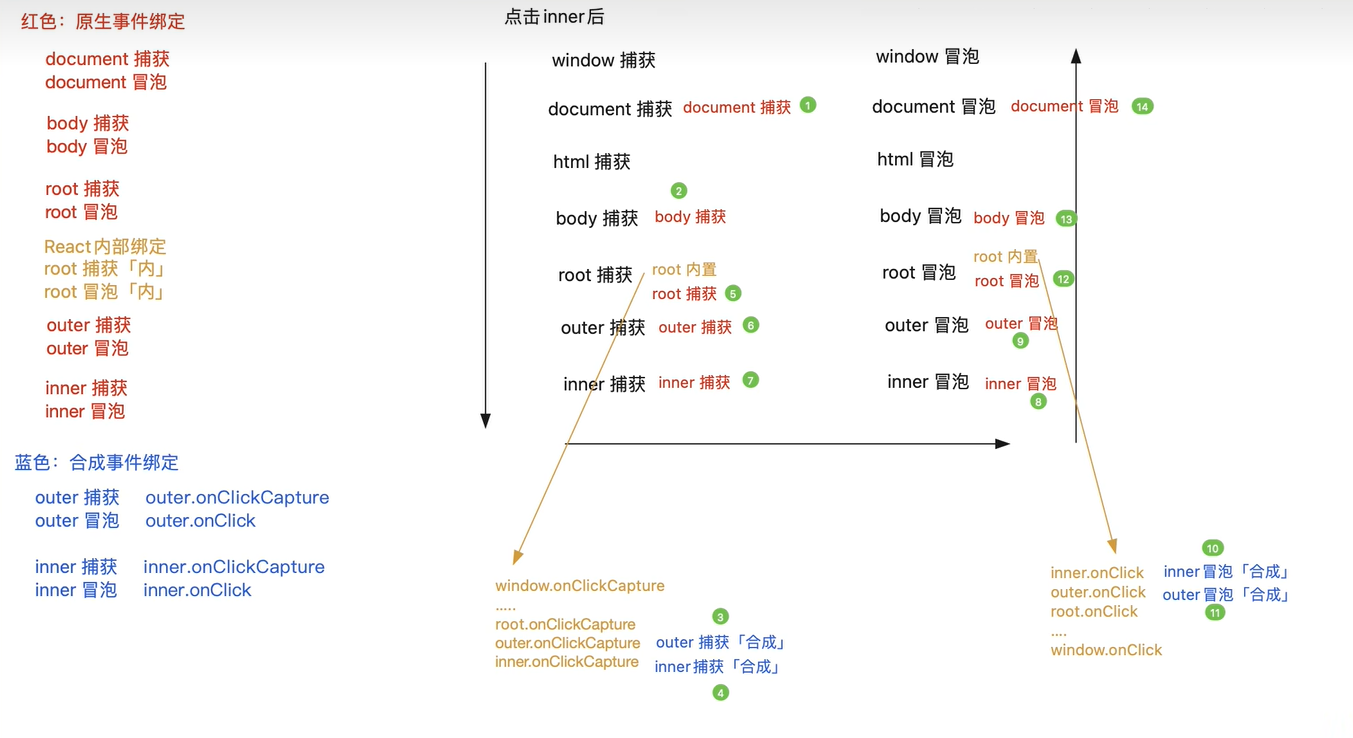 红色：原生事件绑定
document 捕获
document 冒泡
body 捕获
body 冒泡
root 捕获
root 冒泡
React内部绑定
root 捕获「内」
root 冒泡「内」
outer 捕获
outer 冒泡
inner 捕获
inner 冒泡
蓝色：合成事件绑定
outer 捕获 outer.onClickCapture
outer 冒泡 outer.onClick
inner 捕获 inner.onClickCapture
inner 冒泡 inner.onClick
点击inner后
window 捕获
document 捕获 document 捕获 1
html 捕获
2
body 捕获 body 捕获
root 捕获 root 内置
root 捕获 5
outer 捕获 outer 捕获 6
inner 捕获 inner 捕获 7
window 冒泡
document 冒泡 document 冒泡 14
html 冒泡
body 冒泡 body 冒泡 13
root 冒泡 root 内置
root 冒泡 12
outer 冒泡 outer 冒泡
9
inner 冒泡 inner 冒泡
8
window.onClickCapture
.....
root.onClickCapture 3
outer.onClickCapture outer 捕获「合成」
inner.onClickCapture inner捕获「合成」
4
10
inner.onClick inner冒泡「合成」
outer.onClick outer冒泡「合成」
root.onClick 11
....
window.onClick